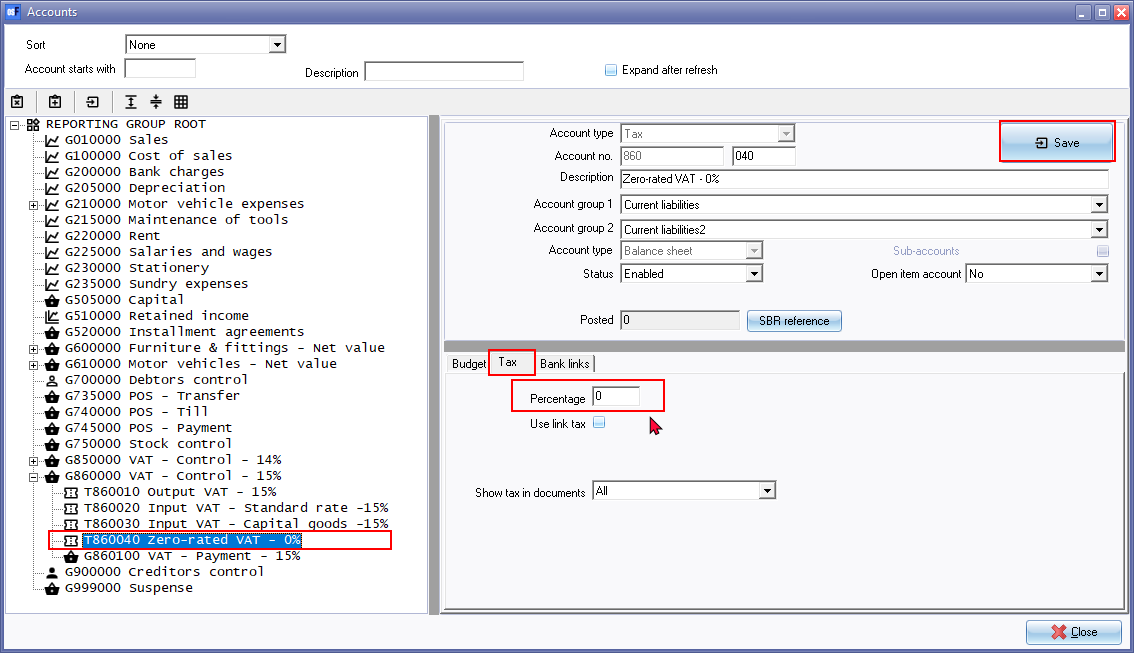 Accounts
Sort None
Account starts with
Description
Expand after refresh
REPORTING GROUP ROOT
G010000 Sales
G100000 Cost of sales
G200000 Bank charges
G205000 Depreciation
G210000 Motor vehicle expenses
G215000 Maintenance of tools
G220000 Rent
G225000 Salaries and wages
G230000 Stationery
G235000 Sundry expenses
G505000 Capital
G510000 Retained income
G520000 Installment agreements
G600000 Furniture & fittings - Net value
G610000 Motor vehicles - Net value
G700000 Debtors control
G735000 POS - Transfer
G740000 POS - Till
G745000 POS - Payment
G750000 Stock control
G850000 VAT - Control - 14%
G860000 VAT - Control - 15%
T860010 Output VAT - 15%
T860020 Input VAT - Standard rate -15%
T860030 Input VAT - Capital goods -15%
T860040 Zero-rated VAT - 0%
G860100 VAT - Payment - 15%
G900000 Creditors control
G999000 Suspense
Account type Tax
Save
Account no. 860 040
Description Zero-rated VAT - 0%
Account group 1 Current liabilities
Account group 2 Current liabilities2
Account type Balance sheet Sub-accounts
Status Enabled Open item account No
Posted 0 SBR reference
Budget Tax Bank links
Percentage 0
Use link tax
Show tax in documents All
Close